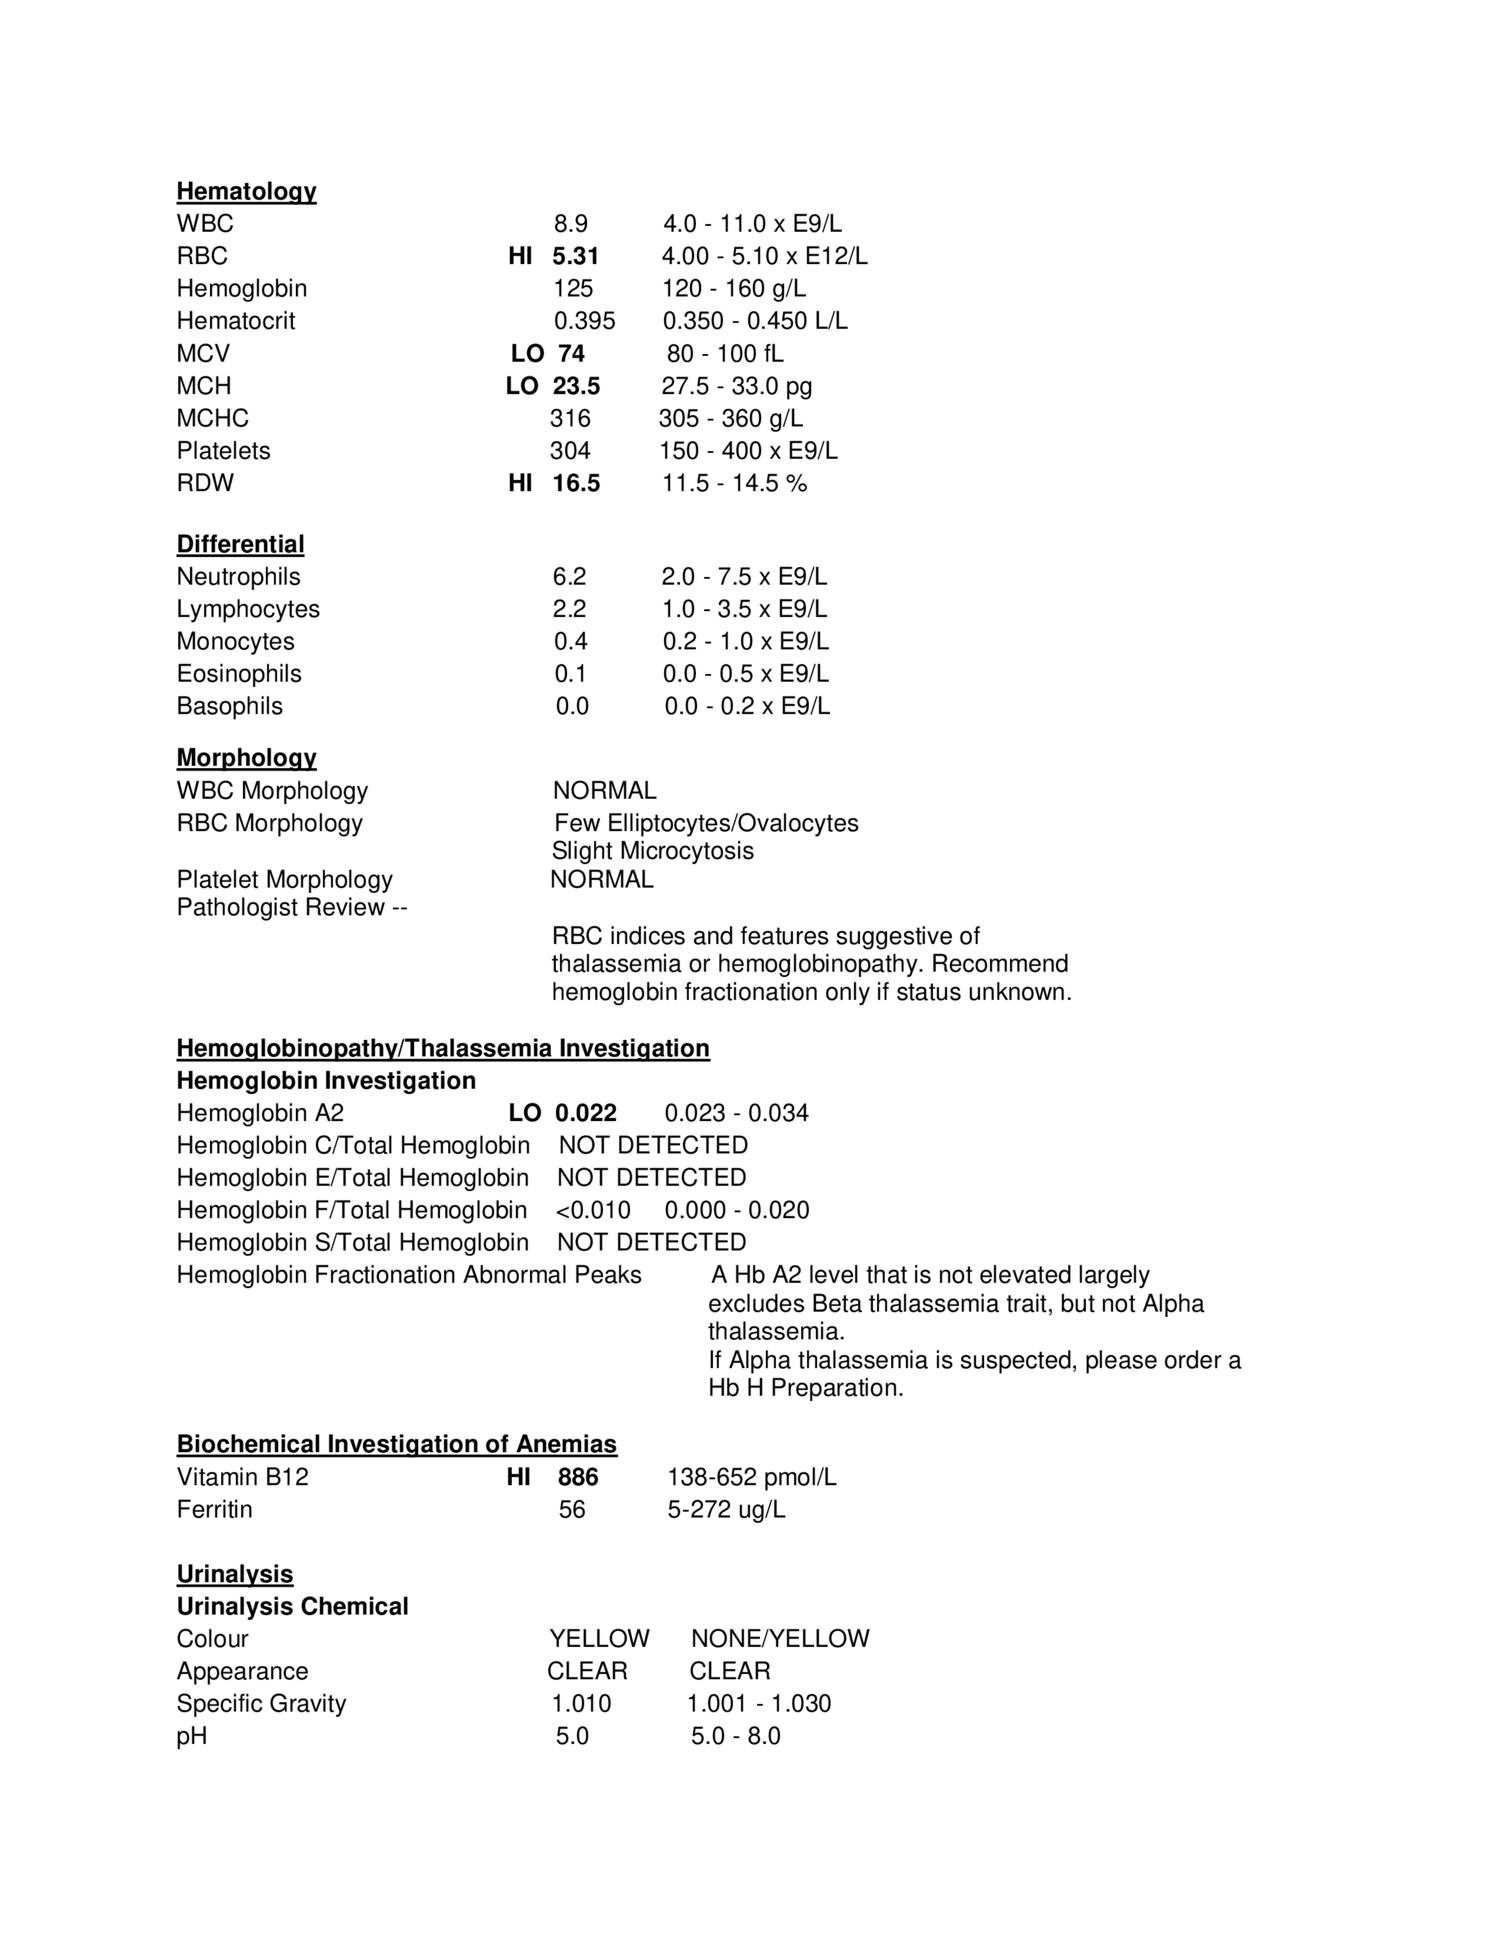 Hematology
WBC 8.9 4.0 - 11.0 x E9/L
RBC HI 5.31 4.00 - 5.10 x E12/L
Hemoglobin 125 120 - 160 g/L
Hematocrit 0.395 0.350 - 0.450 L/L
MCV LO 74 80 - 100 fL
MCH LO 23.5 27.5 - 33.0 pg
MCHC 316 305 - 360 g/L
Platelets 304 150 - 400 x E9/L
RDW HI 16.5 11.5 - 14.5 %
Differential
Neutrophils 6.2 2.0 - 7.5 x E9/L
Lymphocytes 2.2 1.0 - 3.5 x E9/L
Monocytes 0.4 0.2 - 1.0 x E9/L
Eosinophils 0.1 0.0 - 0.5 x E9/L
Basophils 0.0 0.0 - 0.2 x E9/L
Morphology
WBC Morphology NORMAL
RBC Morphology Few Elliptocytes/Ovalocytes
Slight Microcytosis
Platelet Morphology NORMAL
Pathologist Review --
RBC indices and features suggestive of
thalassemia or hemoglobinopathy. Recommend
hemoglobin fractionation only if status unknown.
Hemoglobinopathy/Thalassemia Investigation
Hemoglobin Investigation
Hemoglobin A2 LO 0.022 0.023 - 0.034
Hemoglobin C/Total Hemoglobin NOT DETECTED
Hemoglobin E/Total Hemoglobin NOT DETECTED
Hemoglobin F/Total Hemoglobin <0.010 0.000 - 0.020
Hemoglobin S/Total Hemoglobin NOT DETECTED
Hemoglobin Fractionation Abnormal Peaks A Hb A2 level that is not elevated largely
excludes Beta thalassemia trait, but not Alpha
thalassemia.
If Alpha thalassemia is suspected, please order a
Hb H Preparation.
Biochemical Investigation of Anemias
Vitamin B12 HI 886 138-652 pmol/L
Ferritin 56 5-272 ug/L
Urinalysis
Urinalysis Chemical
Colour YELLOW NONE/YELLOW
Appearance CLEAR CLEAR
Specific Gravity 1.010 1.001 - 1.030
pH 5.0 5.0 - 8.0